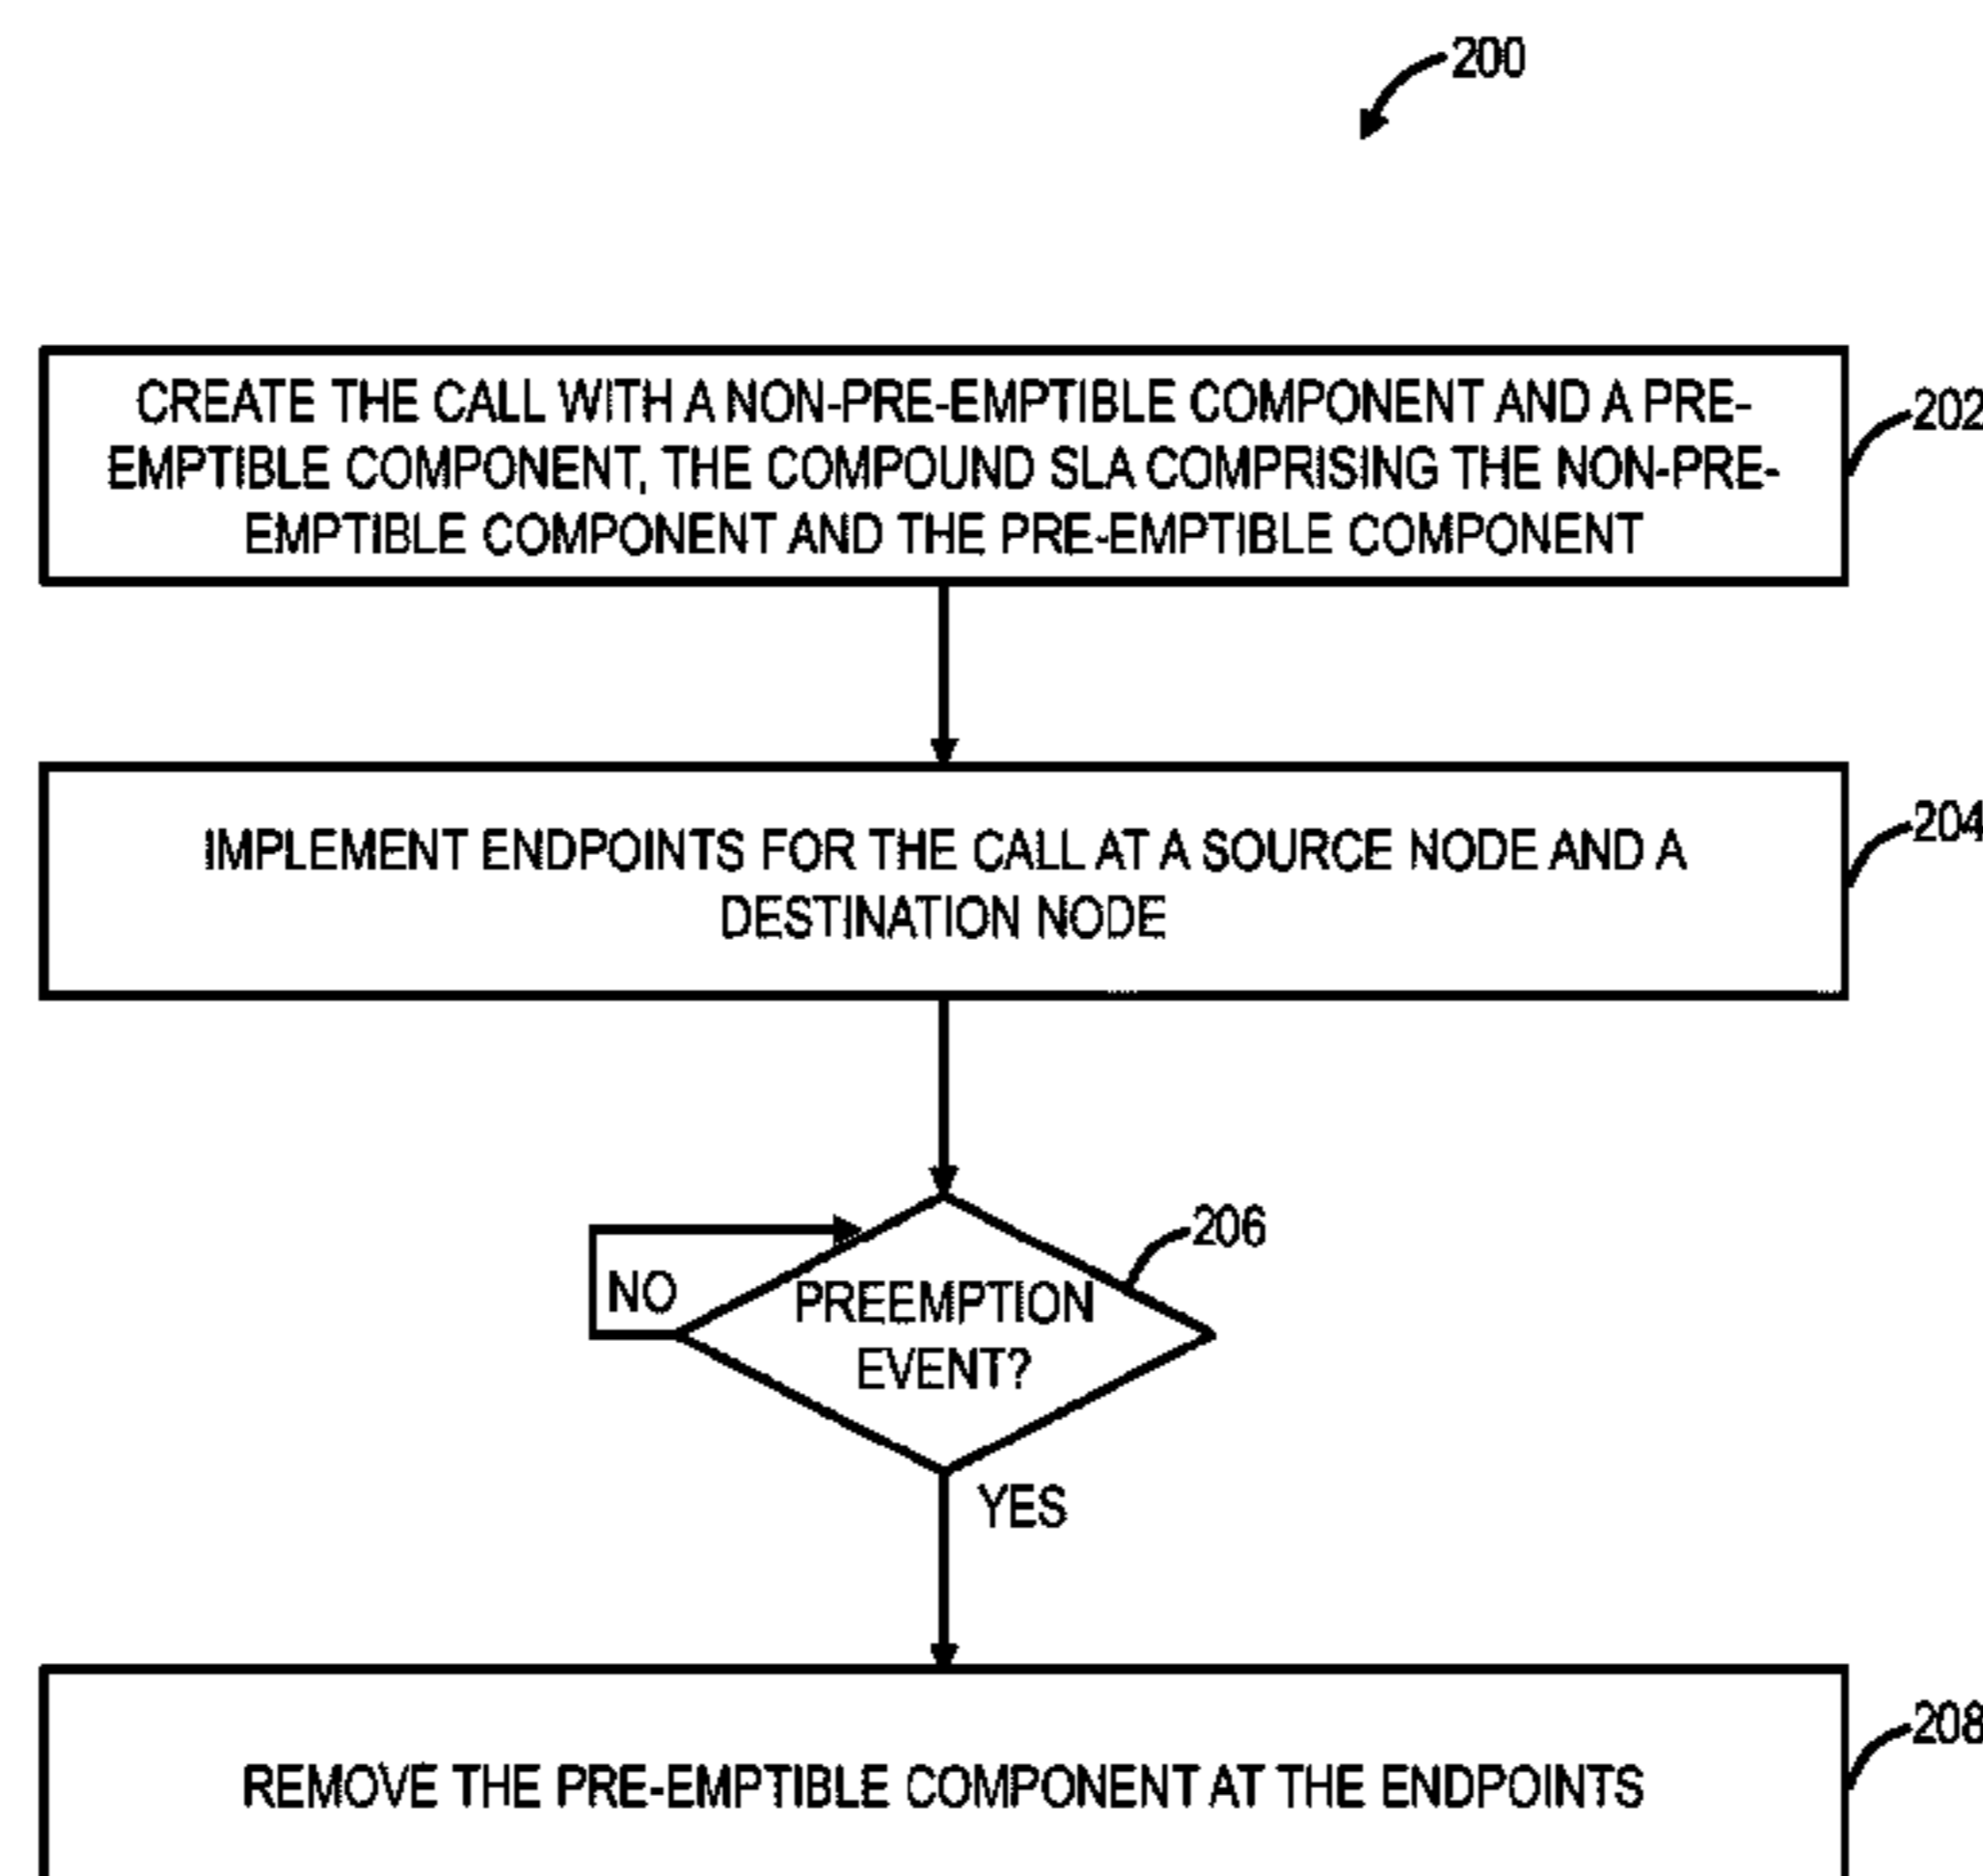 200
CREATE THE CALL WITH A NON-PRE-EMPTIBLE COMPONENT AND A PRE-
EMPTIBLE COMPONENT, THE COMPOUND SLA COMPRISING THE NON-PRE-
EMPTIBLE COMPONENT AND THE PRE-EMPTIBLE COMPONENT
202
IMPLEMENT ENDPOINTS FOR THE CALL AT A SOURCE NODE AND A
DESTINATION NODE
204
206
NO
PREEMPTION
EVENT?
YES
REMOVE THE PRE-EMPTIBLE COMPONENT AT THE ENDPOINTS
208